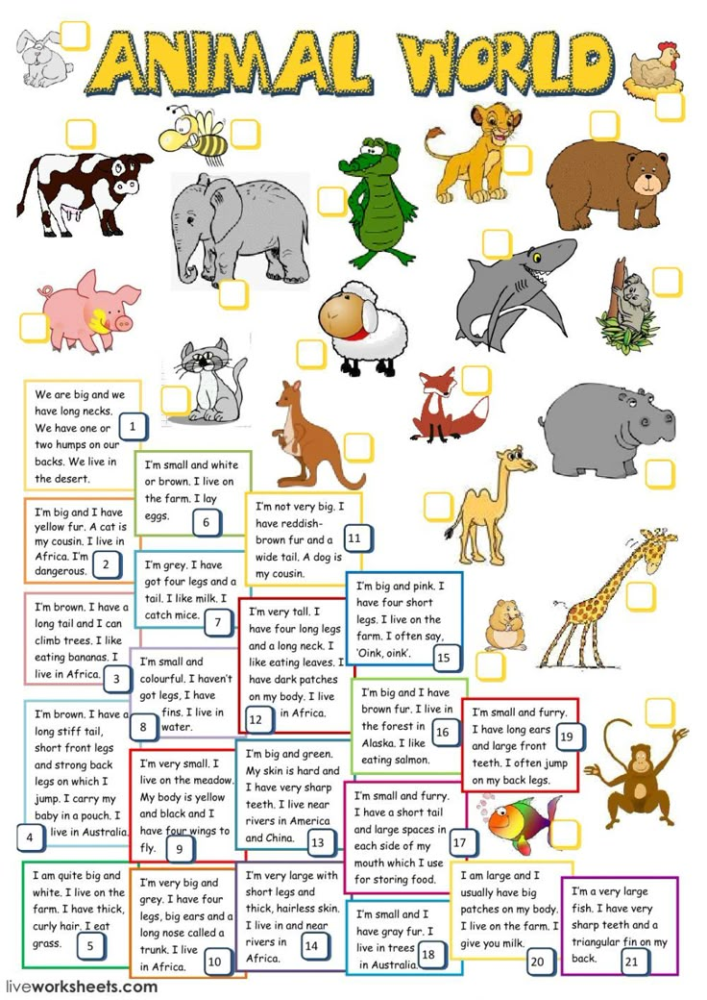 ANIMAL WORLD
We are big and we
have long necks.
We have one or
two humps on our
backs. We live in
the desert.
1
I'm big and I have
yellow fur. A cat is
my cousin. I live in
Africa. I'm
dangerous.
2
I'm brown. I have a
long tail and I can
climb trees. I like
eating bananas. I
live in Africa.
3
I'm brown. I have a
long stiff tail,
short front legs
and strong back
legs on which I
jump. I carry my
baby in a pouch. I
live in Australia.
4
I am quite big and
white. I live on the
farm. I have thick,
curly hair. I eat
grass.
5
I'm small and white
or brown. I live on
the farm. I lay
eggs.
6
I'm grey. I have
got four legs and a
tail. I like milk. I
catch mice.
7
I'm small and
colourful. I haven't
got legs, I have
fins. I live in
water.
8
I'm very small. I
live on the meadow.
My body is yellow
and black and I
have four wings to
fly.
9
I'm very big and
grey. I have four
legs, big ears and a
long nose called a
trunk. I live
in Africa.
10
I'm not very big. I
have reddish-
brown fur and a
wide tail. A dog is
my cousin.
11
I'm very tall. I
have four long legs
and a long neck. I
like eating leaves. I
have dark patches
on my body. I live
in Africa.
12
I'm big and green.
My skin is hard and
I have very sharp
teeth. I live near
rivers in America
and China.
13
I'm very large with
short legs and
thick, hairless skin.
I live in and near
rivers in
Africa.
14
I'm big and pink. I
have four short
legs. I live on the
farm. I often say,
'Oink, oink'.
15
I'm big and I have
brown fur. I live in
the forest in
Alaska. I like
eating salmon.
16
I'm small and furry.
I have a short tail
and large spaces in
each side of my
mouth which I use
for storing food.
17
I'm small and I
have gray fur. I
live in trees
in Australia.
18
I'm small and furry.
I have long ears
and large front
teeth. I often jump
on my back legs.
19
I am large and I
usually have big
patches on my body.
I live on the farm. I
give you milk.
20
I'm a very large
fish. I have very
sharp teeth and a
triangular fin on my
back.
21
liveworksheets.com